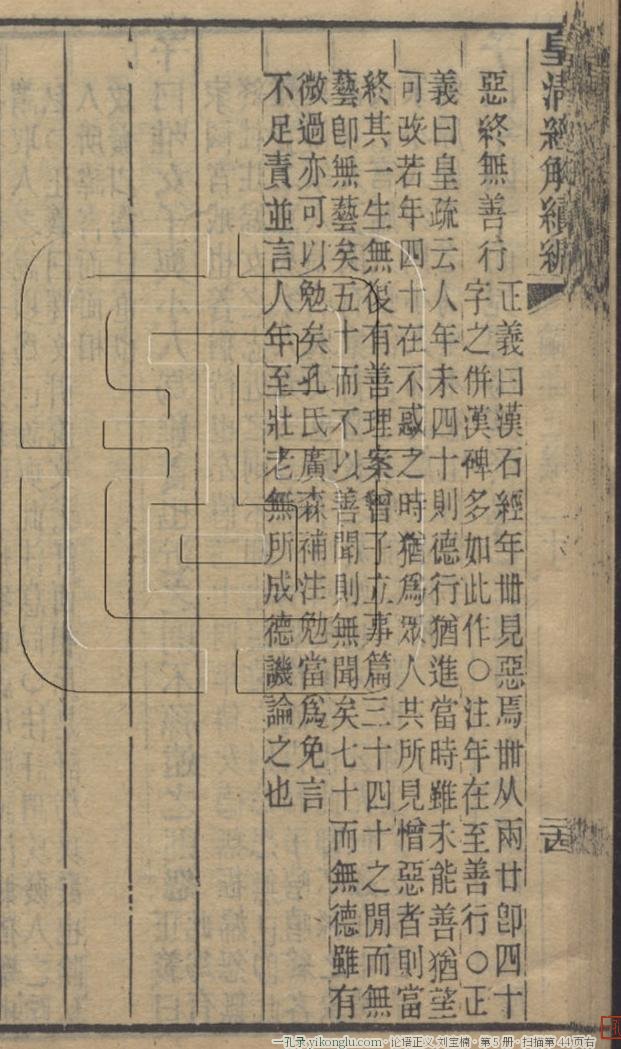 皇清經解續編
惡終無善行
正義曰漢石經年卌見惡焉卌从兩廿卽四十
字之併漢碑多如此作○注年在至善行○正
義曰皇疏云人年未四十則德行猶進當時雖未能善猶望
可改若年四十在不惑之時猶爲眾人共所見憎惡者則當
終其一生無復有善理案曾子立事篇三十四十之閒而無
藝卽無藝矣五十而不以善聞則無聞矣七十而無德雖有
微過亦可以勉矣孔氏廣森補注勉當爲免言
不足責並言人年至壯老無所成德譏論之也
一孔录yikonglu.com·论语正义 刘宝楠·第5册·扫描第44页右